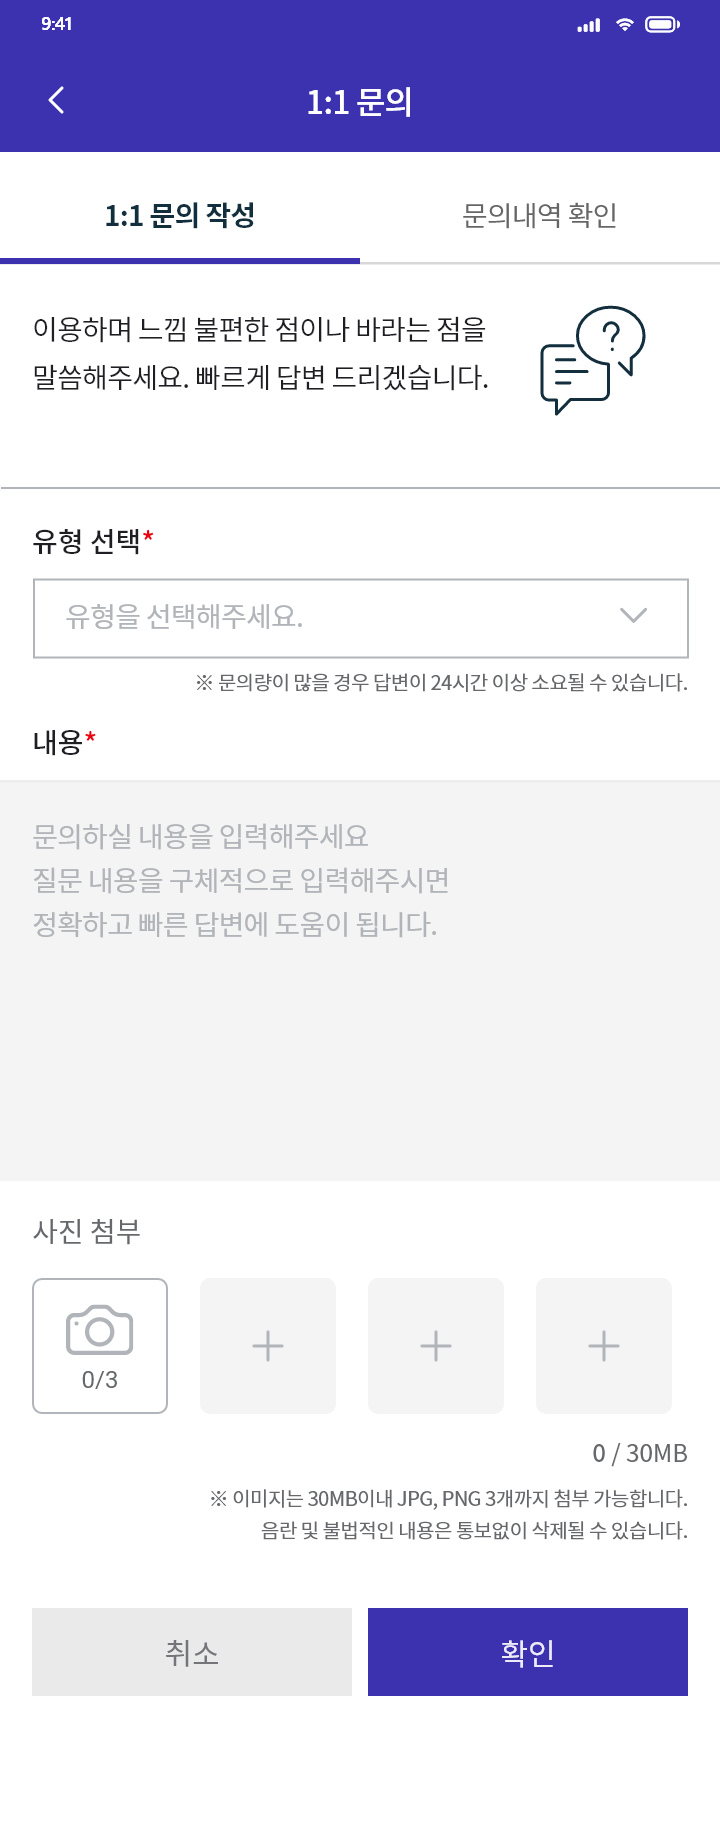 9:41
1:1 문의
1:1 문의 작성
문의내역 확인
이용하며 느낌 불편한 점이나 바라는 점을
말씀해주세요. 빠르게 답변 드리겠습니다.
?
유형 선택*
유형을 선택해주세요.
※ 문의량이 많을 경우 답변이 24시간 이상 소요될 수 있습니다.
내용*
문의하실 내용을 입력해주세요
질문 내용을 구체적으로 입력해주시면
정확하고 빠른 답변에 도움이 됩니다.
사진 첨부
0/3
0 / 30MB
※ 이미지는 30MB이내 JPG, PNG 3개까지 첨부 가능합니다.
음란 및 불법적인 내용은 통보없이 삭제될 수 있습니다.
취소
확인